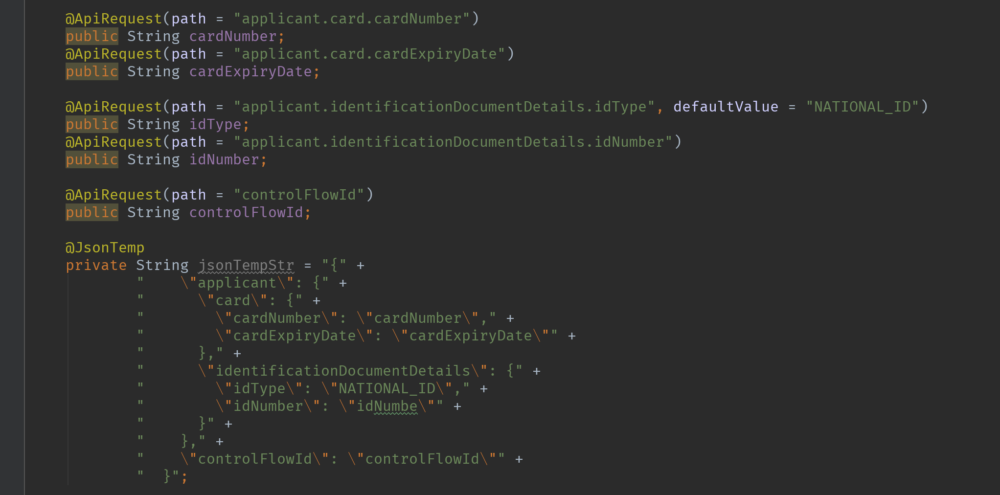 @ApiRequest(path = "applicant.card.cardNumber")
public String cardNumber;
@ApiRequest(path = "applicant.card.cardExpiryDate")
public String cardExpiryDate;
@ApiRequest(path = "applicant.identificationDocumentDetails.idType", defaultValue = "NATIONAL_ID")
public String idType;
@ApiRequest(path = "applicant.identificationDocumentDetails.idNumber")
public String idNumber;
@ApiRequest(path = "controlFlowId")
public String controlFlowId;
@JsonTemp
private String jsonTempStr = "{" +
"    \"applicant\": {" +
"      \"card\": {" +
"        \"cardNumber\": \"cardNumber\"," +
"        \"cardExpiryDate\": \"cardExpiryDate\"" +
"      }," +
"      \"identificationDocumentDetails\": {" +
"        \"idType\": \"NATIONAL_ID\"," +
"        \"idNumber\": \"idNumbe\"" +
"      }" +
"    }," +
"    \"controlFlowId\": \"controlFlowId\"" +
"  }";